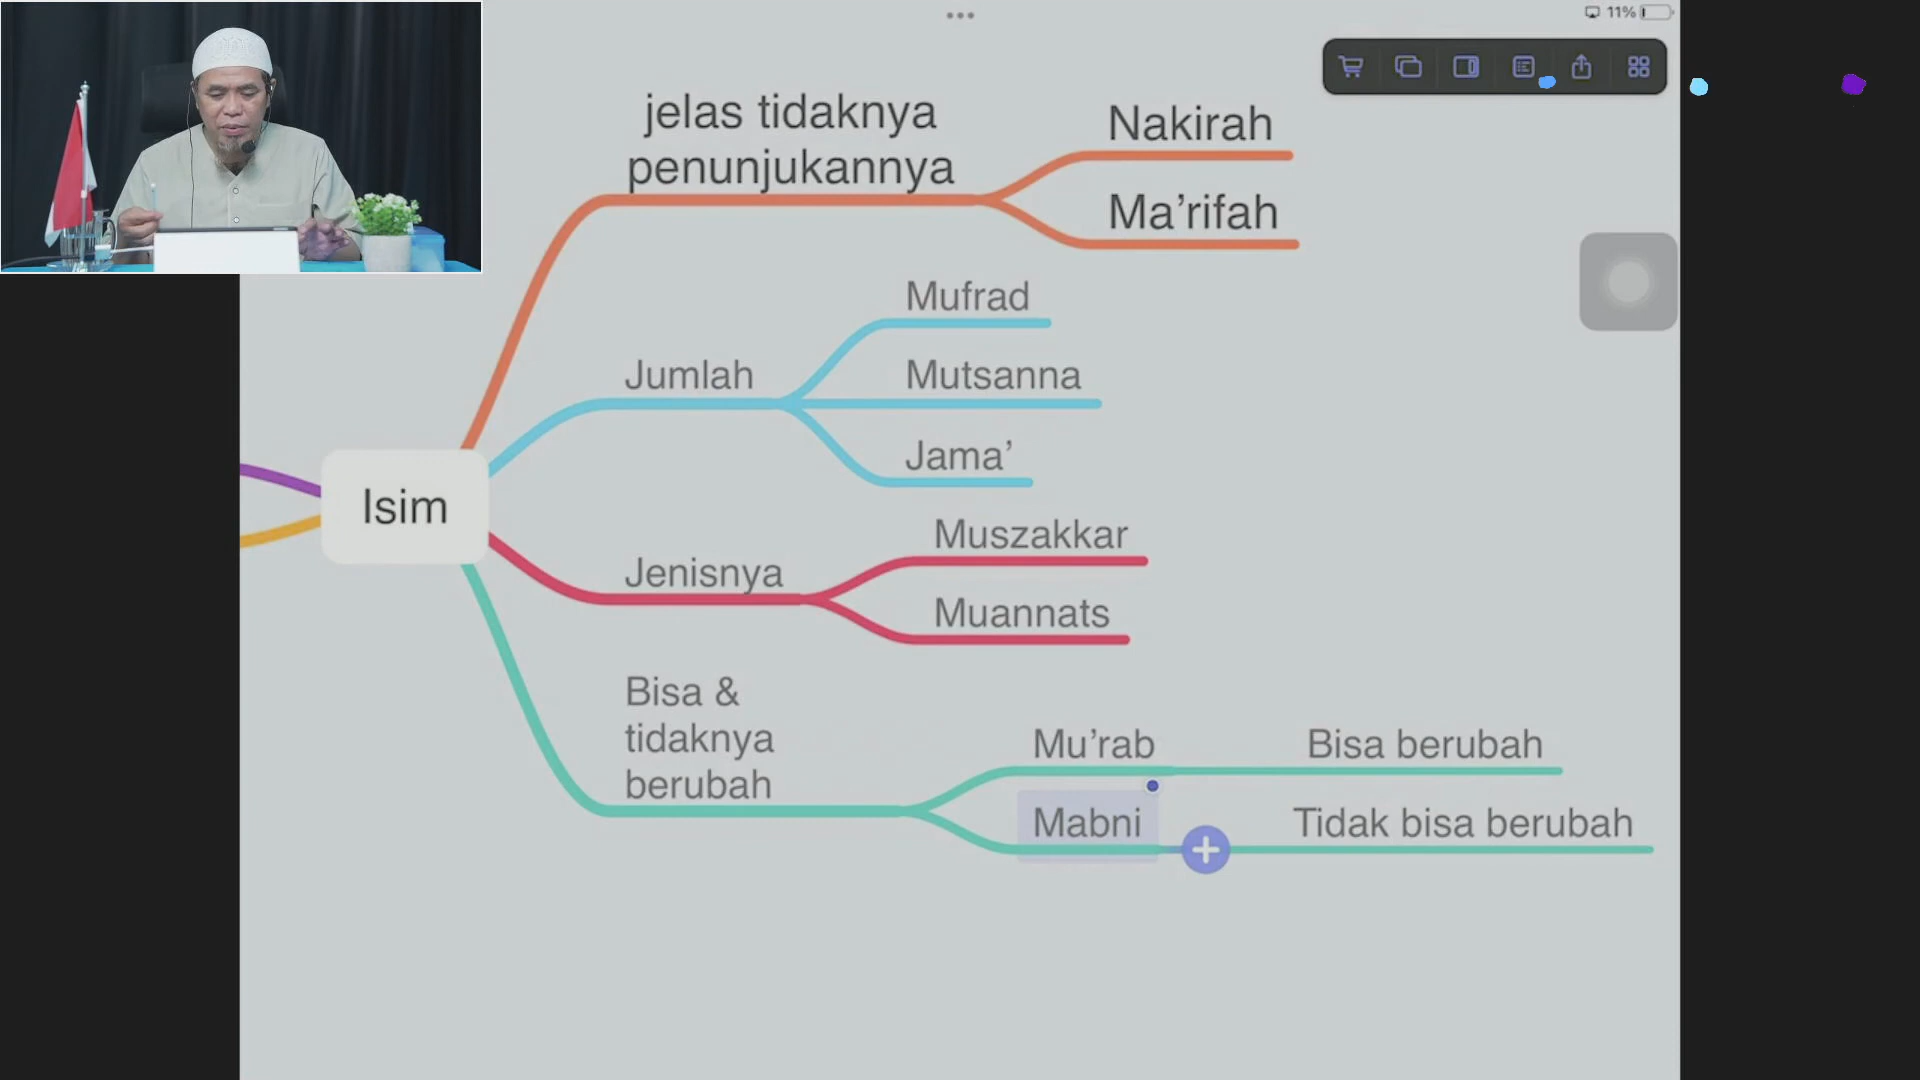 11%
jelas tidaknya
penunjukannya
Nakirah
Ma’rifah
Jumlah
Mufrad
Mutsanna
Jama’
Isim
Jenisnya
Muszakkar
Muannats
Bisa &
tidaknya
berubah
Mu’rab
Bisa berubah
Mabni
Tidak bisa berubah